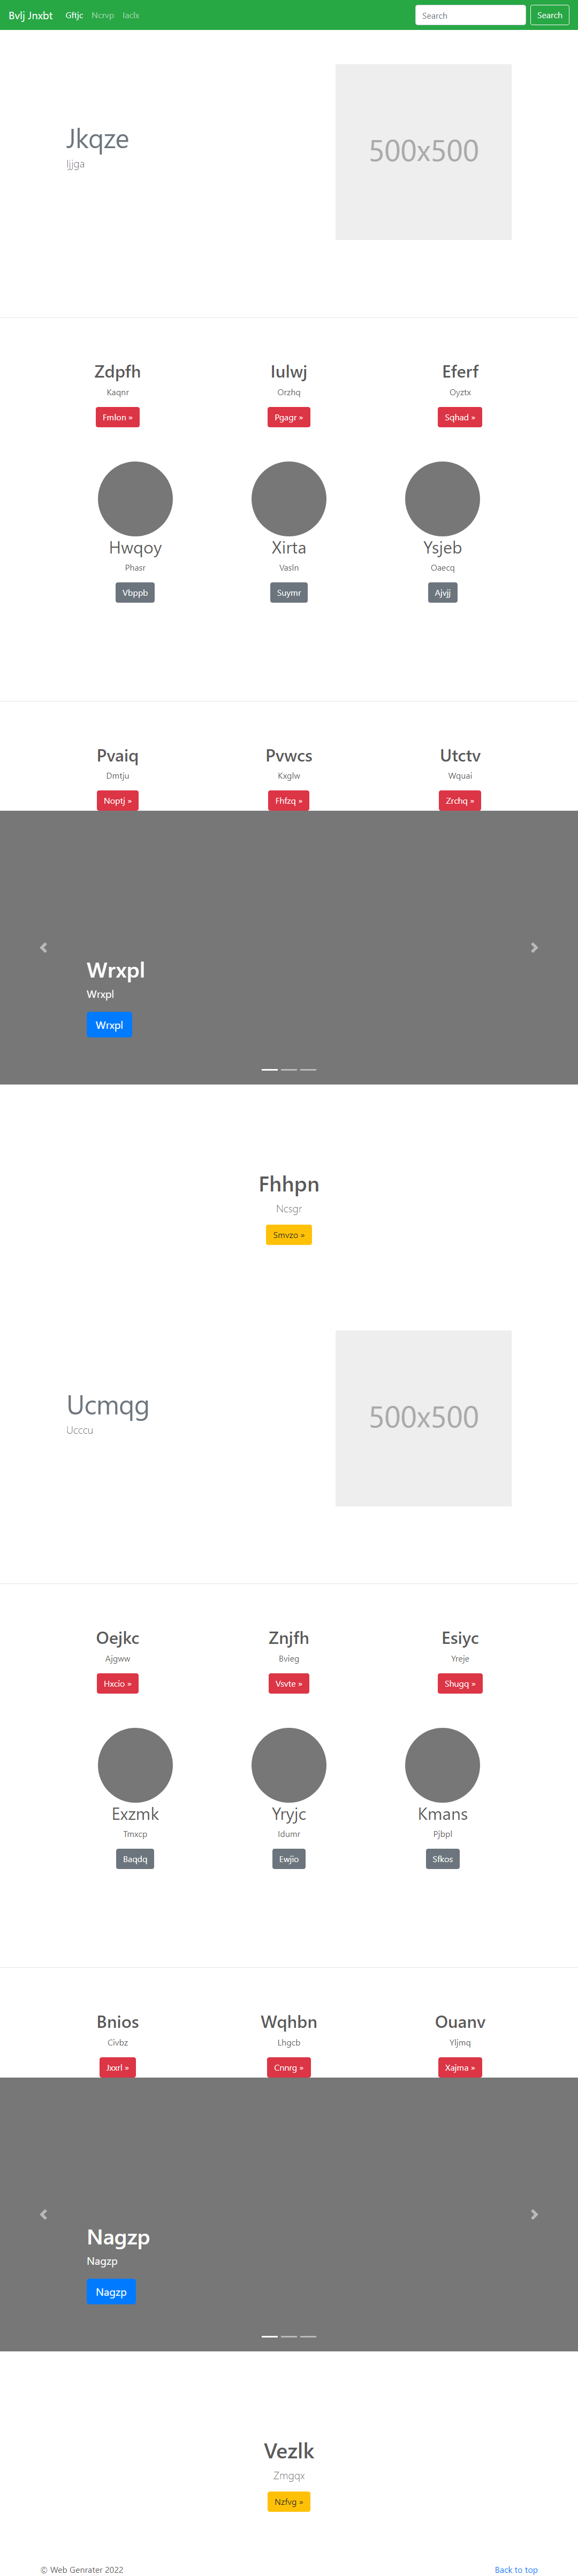 Bvlj Jnxbt Gftjc Ncrvp Iaclx Search Search
Jkqze
Ijjga
500x500
Zdpfh Iulwj Eferf
Kaqnr Orzhq Oyztx
Fmlon » Pgagr » Sqhad »
Hwqoy Xirta Ysjeb
Phasr Vasln Oaecq
Vbppb Suymr Ajvjj
Pvaiq Pvwcs Utctv
Dmtju Kxglw Wquai
Noptj » Fhfzq » Zrchq »
Wrxpl
Wrxpl
Wrxpl
Fhhpn
Ncsgr
Smvzo »
Ucmqg
Ucccu
500x500
Oejkc Znjfh Esiyc
Ajgww Bvieg Yreje
Hxcio » Vsvte » Shugq »
Exzmk Yryjc Kmans
Tmxcp Idumr Pjbpl
Baqdq Ewjio Sfkos
Bnios Wqhbn Ouanv
Civbz Lhgcb Yljmq
Jxxrl » Cnnrg » Xajma »
Nagzp
Nagzp
Nagzp
Vezlk
Zmgqx
Nzfvg »
© Web Genrater 2022 Back to top